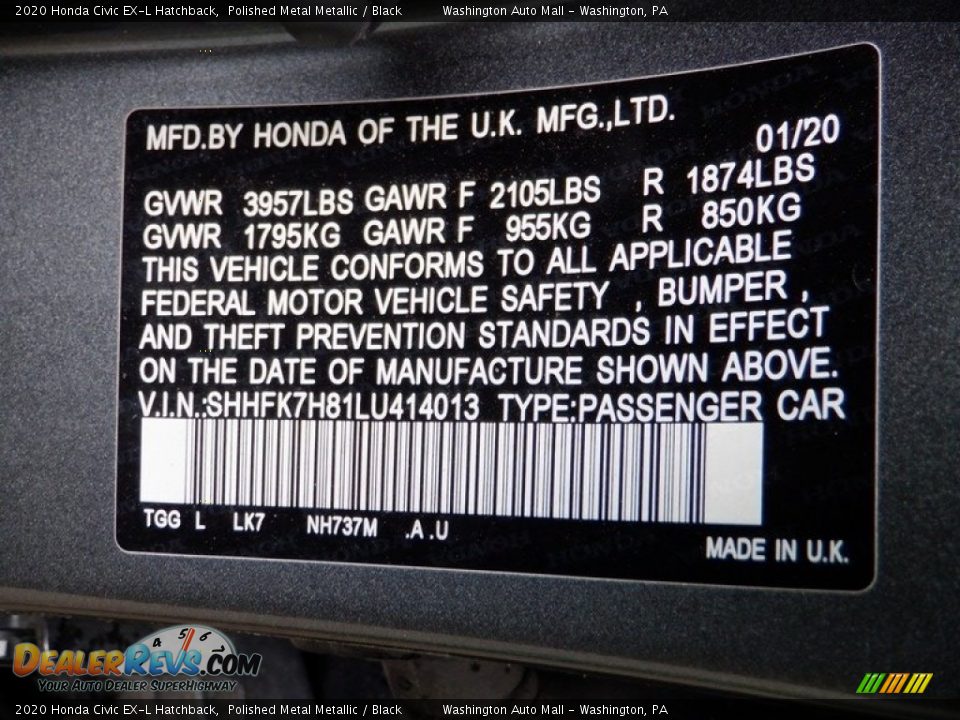 2020 Honda Civic EX-L Hatchback, Polished Metal Metallic / Black Washington Auto Mall - Washington, PA
MFD.BY HONDA OF THE U.K. MFG.,LTD.
01/20
GVWR 3957LBS GAWR F 2105LBS R 1874LBS
GVWR 1795KG GAWR F 955KG R 850KG
THIS VEHICLE CONFORMS TO ALL APPLICABLE
FEDERAL MOTOR VEHICLE SAFETY , BUMPER ,
AND THEFT PREVENTION STANDARDS IN EFFECT
ON THE DATE OF MANUFACTURE SHOWN ABOVE.
V.I.N.:SHHFK7H81LU414013 TYPE:PASSENGER CAR
TGG L LK7 NH737M .A .U
MADE IN U.K.
4 5 6
DEALERREVS.COM
YOUR AUTO DEALER SUPERHIGHWAY
2020 Honda Civic EX-L Hatchback, Polished Metal Metallic / Black Washington Auto Mall - Washington, PA